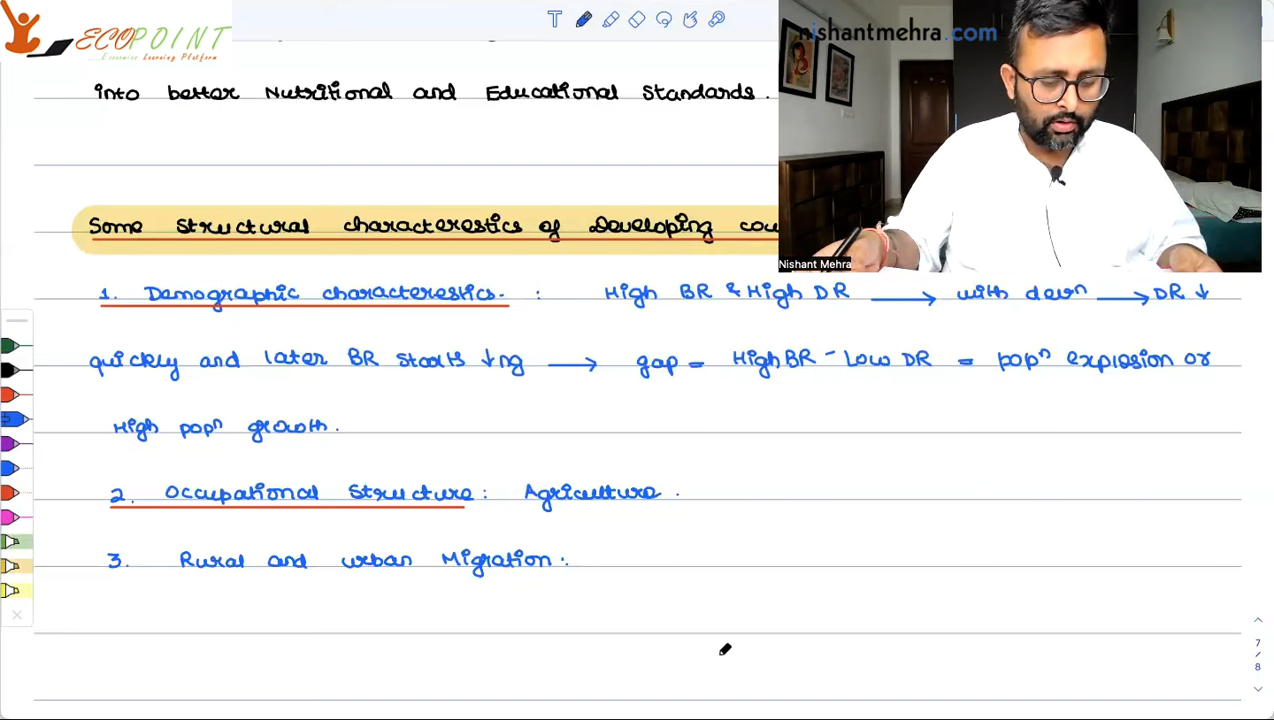 ECOPOINT
Economics Learning Platform
nishantmehra.com
into better Nutritional and Educational Standards.
Some structural characterestics of Developing cou
Nishant Mehra
1. Demographic characterestics. : High BR & High DR → with devn → DR ↓
quickly and later BR starts ↓ng → gap = High BR - Low DR = popn explosion or
High popn growth.
2. Occupational Structure : Agriculture.
3. Rural and urban Migration :
7
/
8